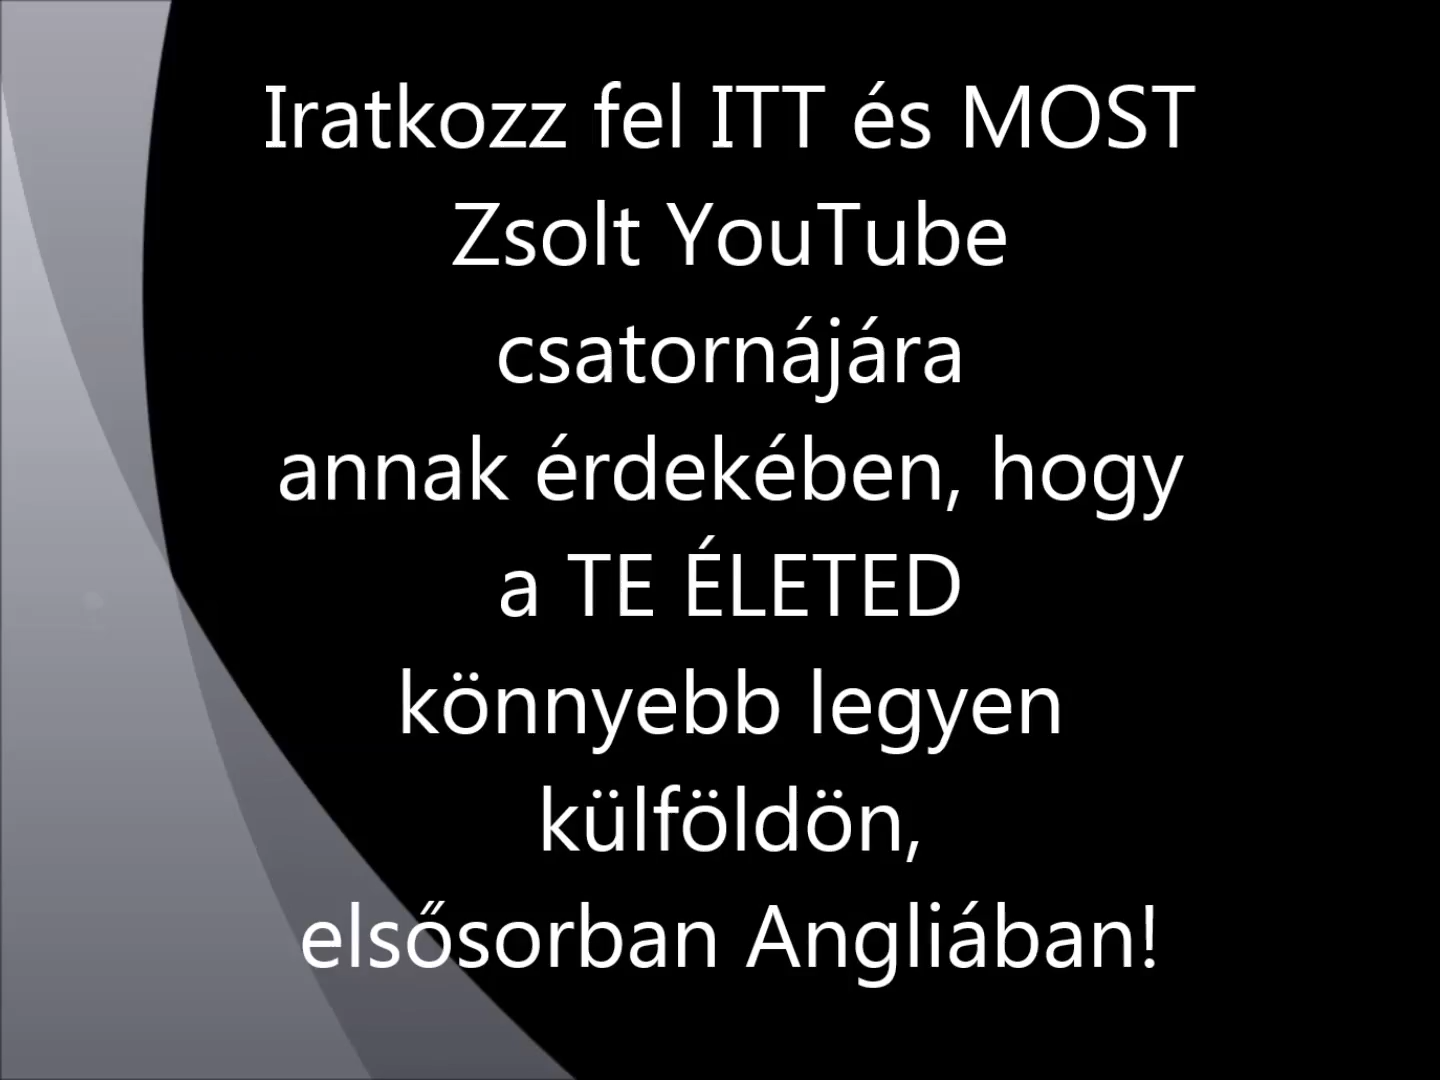 Iratkozz fel ITT és MOST
Zsolt YouTube
csatornájára
annak érdekében, hogy
a TE ÉLETED
könnyebb legyen
külföldön,
elsősorban Angliában!